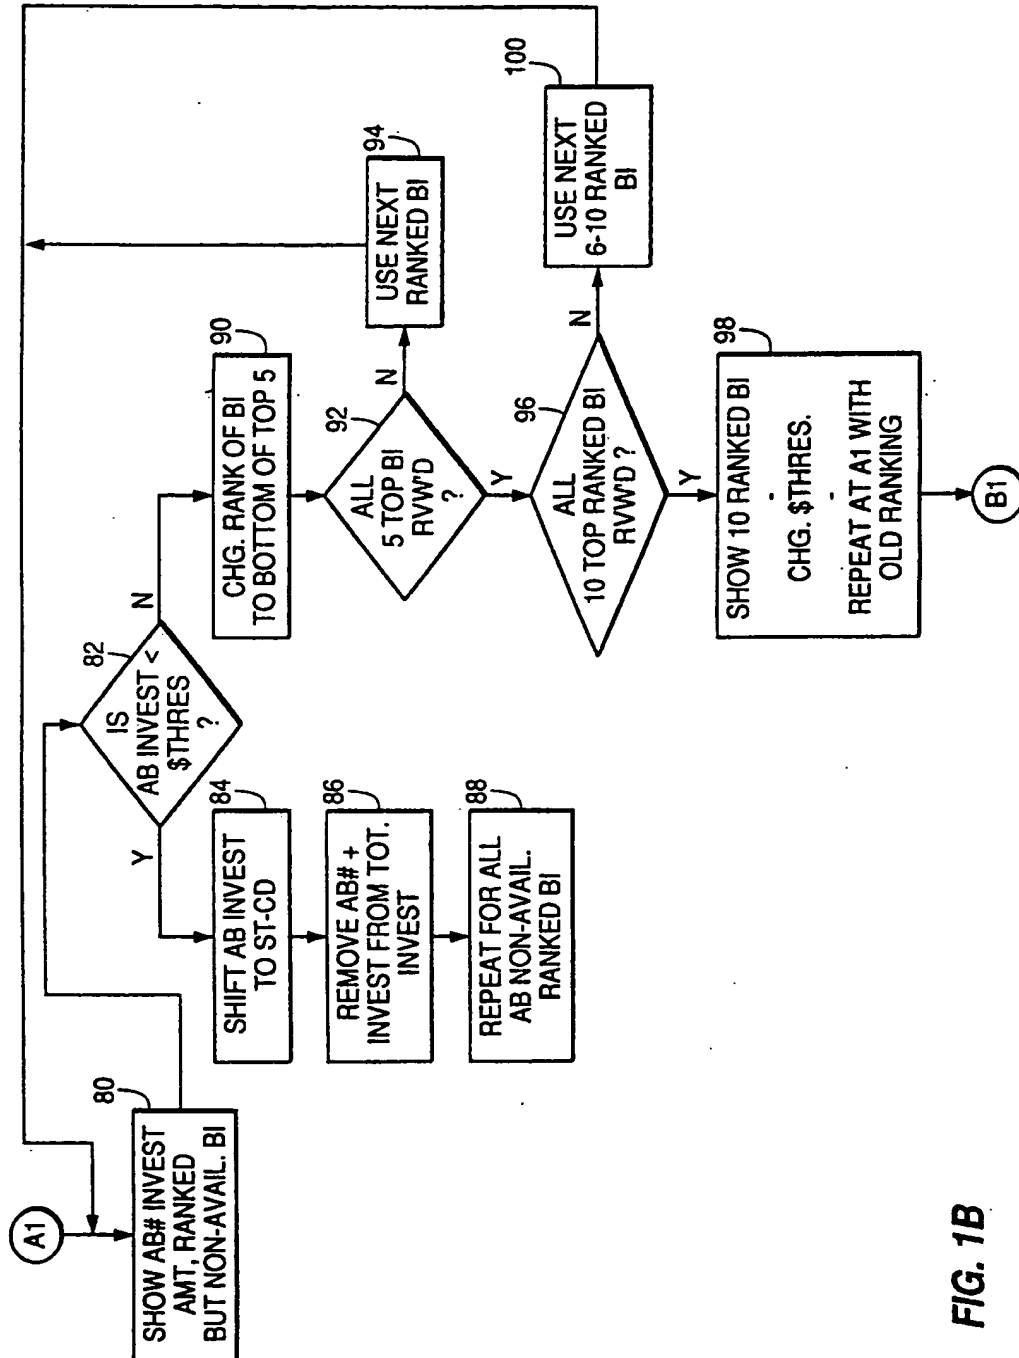 A1
80
SHOW AB# INVEST
AMT, RANKED
BUT NON-AVAIL. BI
82
IS
AB INVEST <
$THRES
?
Y
N
84
SHIFT AB INVEST
TO ST-CD
86
REMOVE AB# +
INVEST FROM TOT.
INVEST
88
REPEAT FOR ALL
AB NON-AVAIL.
RANKED BI
90
CHG. RANK OF BI
TO BOTTOM OF TOP 5
92
ALL
5 TOP BI
RVW'D
?
N
Y
94
USE NEXT
RANKED BI
96
ALL
10 TOP RANKED BI
RVW'D ?
N
Y
100
USE NEXT
6-10 RANKED
BI
98
SHOW 10 RANKED BI
CHG. $THRES.
REPEAT AT A1 WITH
OLD RANKING
B1
FIG. 1B